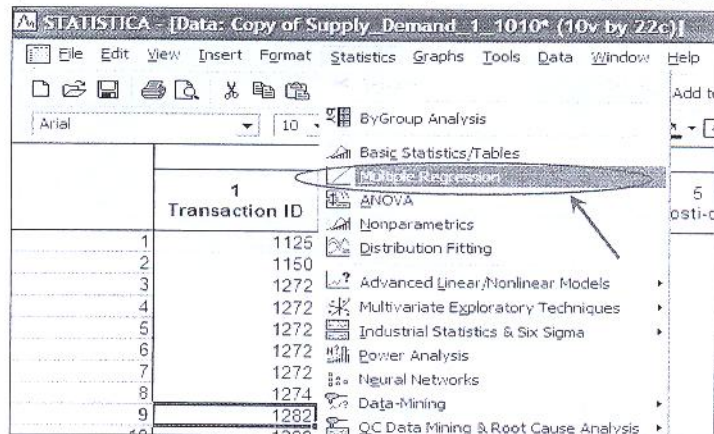 STATISTICA - [Data: Copy of Supply_Demand_1_1010* (10v by 22c)]
File Edit View Insert Format Statistics Graphs Tools Data Window Help
Add t
Arial 10
ByGroup Analysis
Basic Statistics/Tables
Multiple Regression
ANOVA
Nonparametrics
Distribution Fitting
Advanced Linear/Nonlinear Models
Multivariate Exploratory Techniques
Industrial Statistics & Six Sigma
Power Analysis
Neural Networks
Data-Mining
QC Data Mining & Root Cause Analysis
1
Transaction ID
5
osti-c
1 1125
2 1150
3 1272
4 1272
5 1272
6 1272
7 1272
8 1274
9 1282